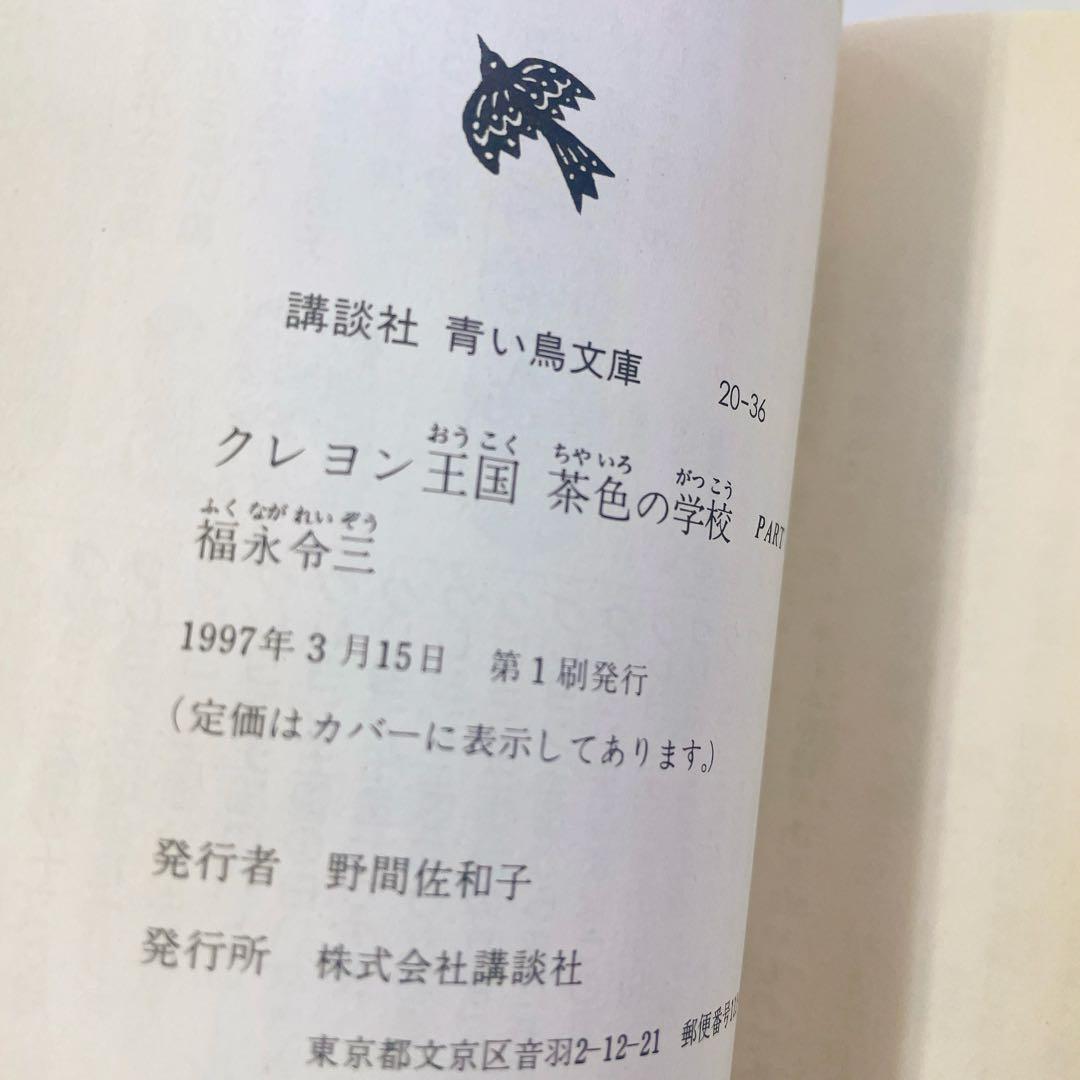 講談社 青い鳥文庫 20-36
クレヨン王国 茶色の学校 PART
おうこく ちゃいろ がっこう
福永令三
ふくながれいぞう
1997年3月15日 第1刷発行
(定価はカバーに表示してあります。)
発行者 野間佐和子
発行所 株式会社講談社
東京都文京区音羽2-12-21 郵便番号